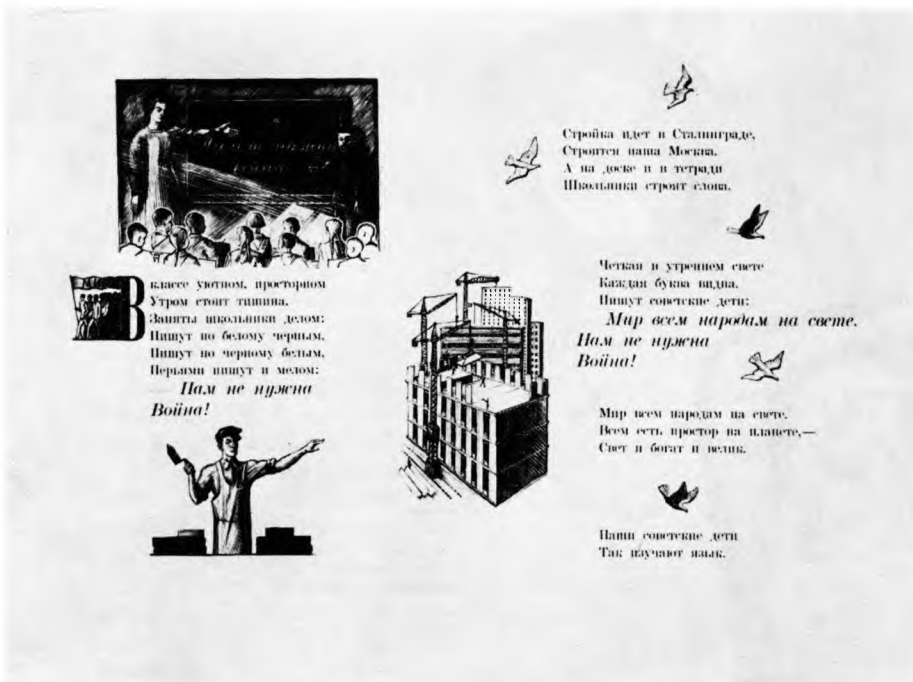 В классе уютном, просторном
Утром стоит тишина.
Заняты школьники делом:
Пишут по белому черным,
Пишут по черному белым,
Перьями пишут и мелом:
— Нам не нужна
Война!
Стройка идет в Сталинграде,
Строится наша Москва.
А на доске и в тетради
Школьники строят слова.
Четкая в утреннем свете
Каждая буква видна.
Пишут советские дети:
Мир всем народам на свете.
Нам не нужна
Война!
Мир всем народам на свете.
Всем есть простор на планете,—
Свет и богат и велик.
Наши советские дети
Так изучают язык.